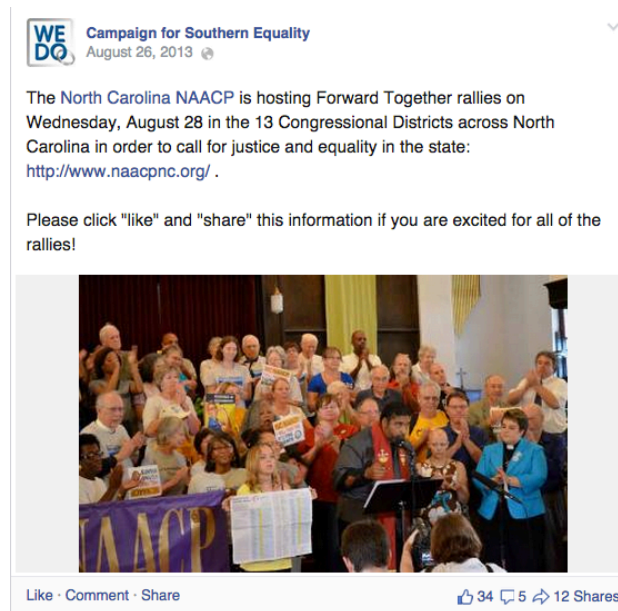 WE
DO
Campaign for Southern Equality
August 26, 2013
The North Carolina NAACP is hosting Forward Together rallies on
Wednesday, August 28 in the 13 Congressional Districts across North
Carolina in order to call for justice and equality in the state:
http://www.naacpnc.org/ .
Please click "like" and "share" this information if you are excited for all of the
rallies!
NAACP
Like · Comment · Share
34 5 12 Shares